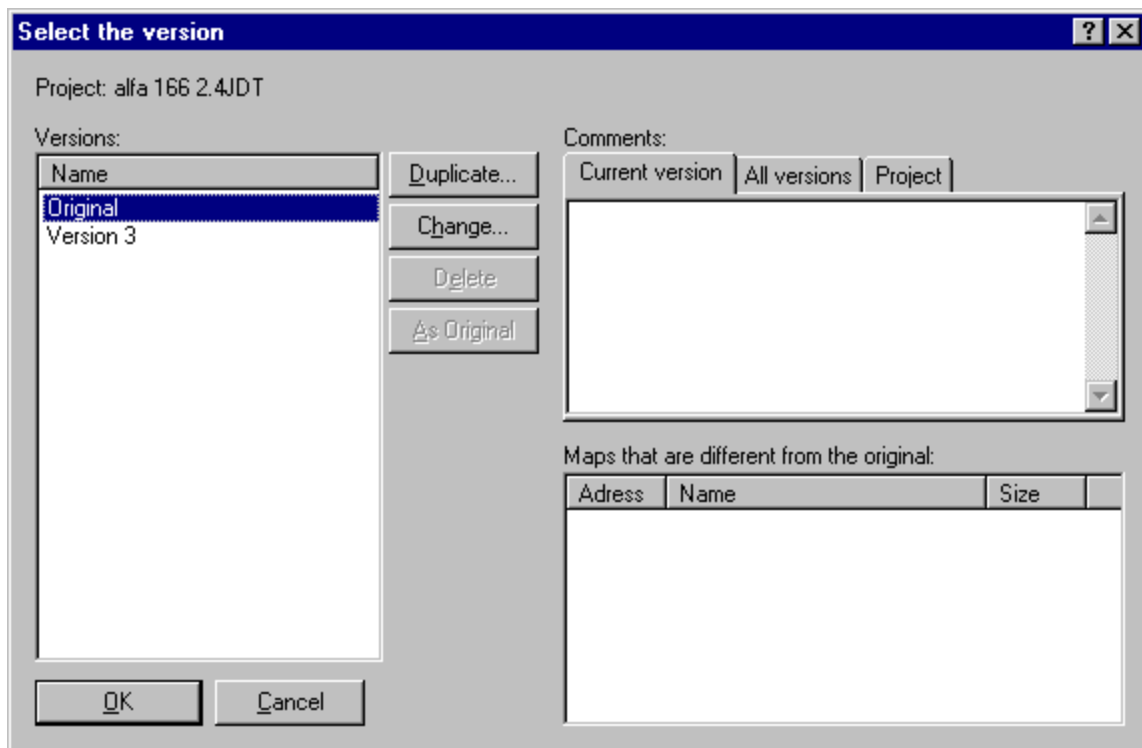 Select the version
Project: alfa 166 2.4JDT
Versions:
Name
Original
Version 3
Duplicate...
Change...
Delete
As Original
OK
Cancel
Comments:
Current version All versions Project
Maps that are different from the original:
Adress Name Size